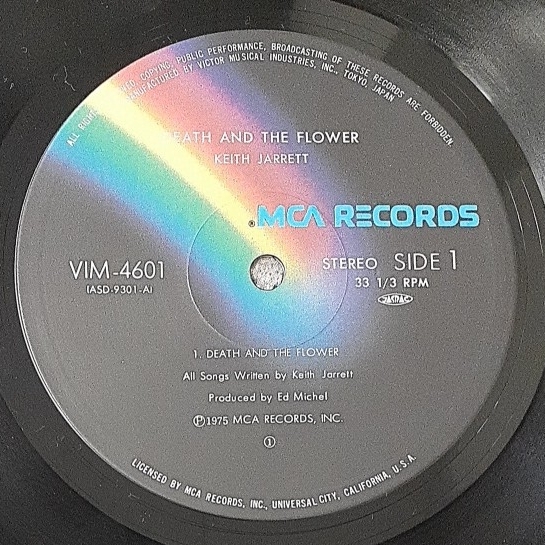 ALL RIGHTS RESERVED. COPYING, PUBLIC PERFORMANCE, BROADCASTING OF THESE RECORDS ARE FORBIDDEN.
MANUFACTURED BY VICTOR MUSICAL INDUSTRIES, INC., TOKYO, JAPAN
DEATH AND THE FLOWER
KEITH JARRETT
®MCA RECORDS
VIM-4601
(ASD-9301-A)
STEREO SIDE 1
33 1/3 RPM
JASRAC
1. DEATH AND THE FLOWER
All Songs Written by Keith Jarrett
Produced by Ed Michel
Ⓟ1975 MCA RECORDS, INC.
①
LICENSED BY MCA RECORDS, INC., UNIVERSAL CITY, CALIFORNIA, U.S.A.